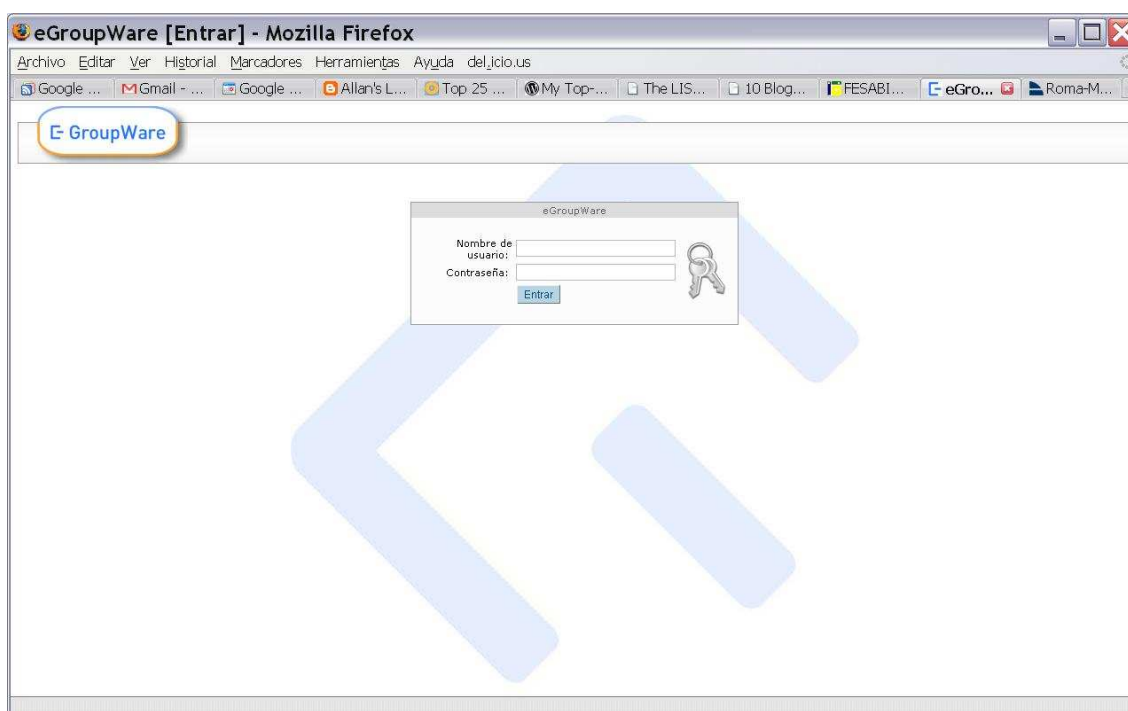 eGroupWare [Entrar] - Mozilla Firefox
Archivo Editar Ver Historial Marcadores Herramientas Ayuda del.icio.us
Google ... Gmail - ... Google ... Allan's L... Top 25 ... My Top-... The LIS... 10 Blog... FESABI... eGro... Roma-M...
GroupWare
eGroupWare
Nombre de
usuario:
Contraseña:
Entrar